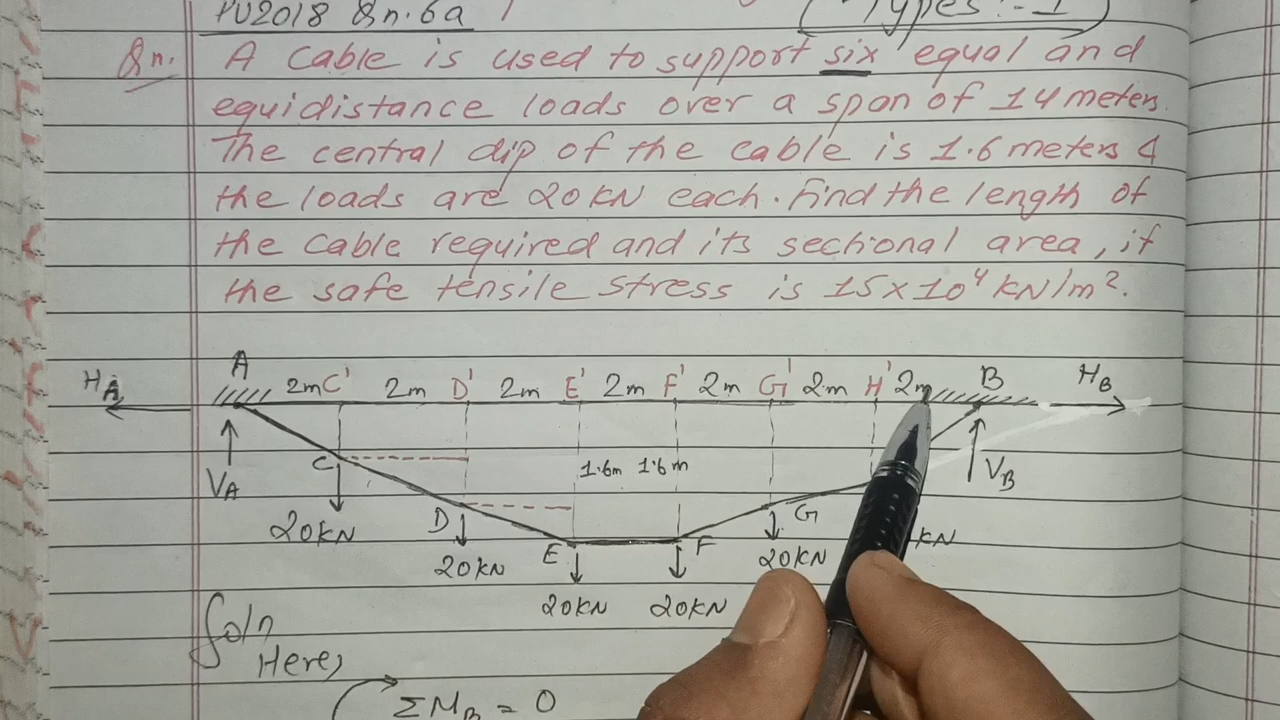 PU2018 Qn.6a
(Types:-1)
Qn. A cable is used to support six equal and
equidistance loads over a span of 14 meters.
The central dip of the cable is 1.6 meters &
the loads are 20KN each. Find the length of
the cable required and its sectional area, if
the safe tensile stress is 15x10⁴ KN/m².
HA A 2m C' 2m D' 2m E' 2m F' 2m G' 2m H' 2m B HB
C 1.6m 1.6m
VA VB
D G
20KN E F KN
20KN 20KN
20KN 20KN
Soln
Here,
ΣMB = 0